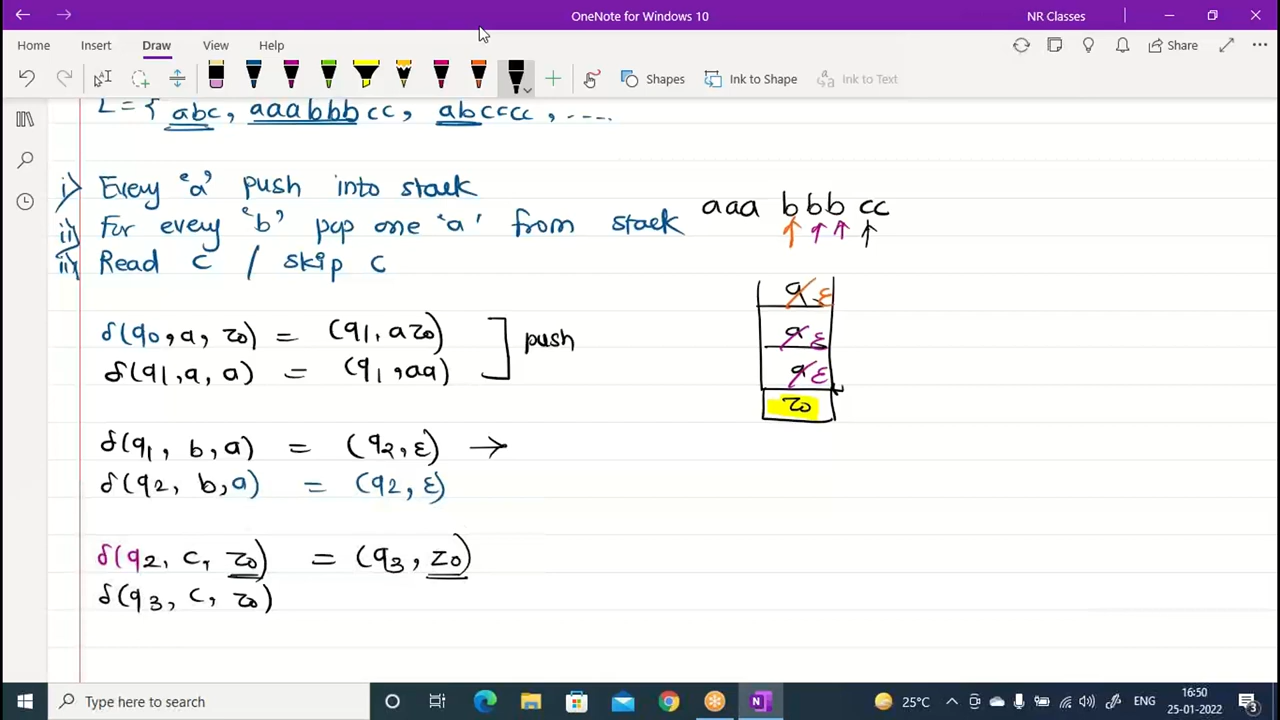 OneNote for Windows 10
NR Classes
Home Insert Draw View Help
Share
Shapes
Ink to Shape
Ink to Text
L = { abc, aaabbbcc, abcccc, ....
i) Every 'a' push into stack
ii) For every 'b' pop one 'a' from stack
iii) Read c / skip c
aaa bbb cc
δ(q0, a, z0) = (q1, az0)
δ(q1, a, a) = (q1, aa)
push
a ε
a ε
a ε
z0
δ(q1, b, a) = (q2, ε) →
δ(q2, b, a) = (q2, ε)
δ(q2, c, z0) = (q3, z0)
δ(q3, c, z0)
Type here to search
25°C
ENG
16:50
25-01-2022
3